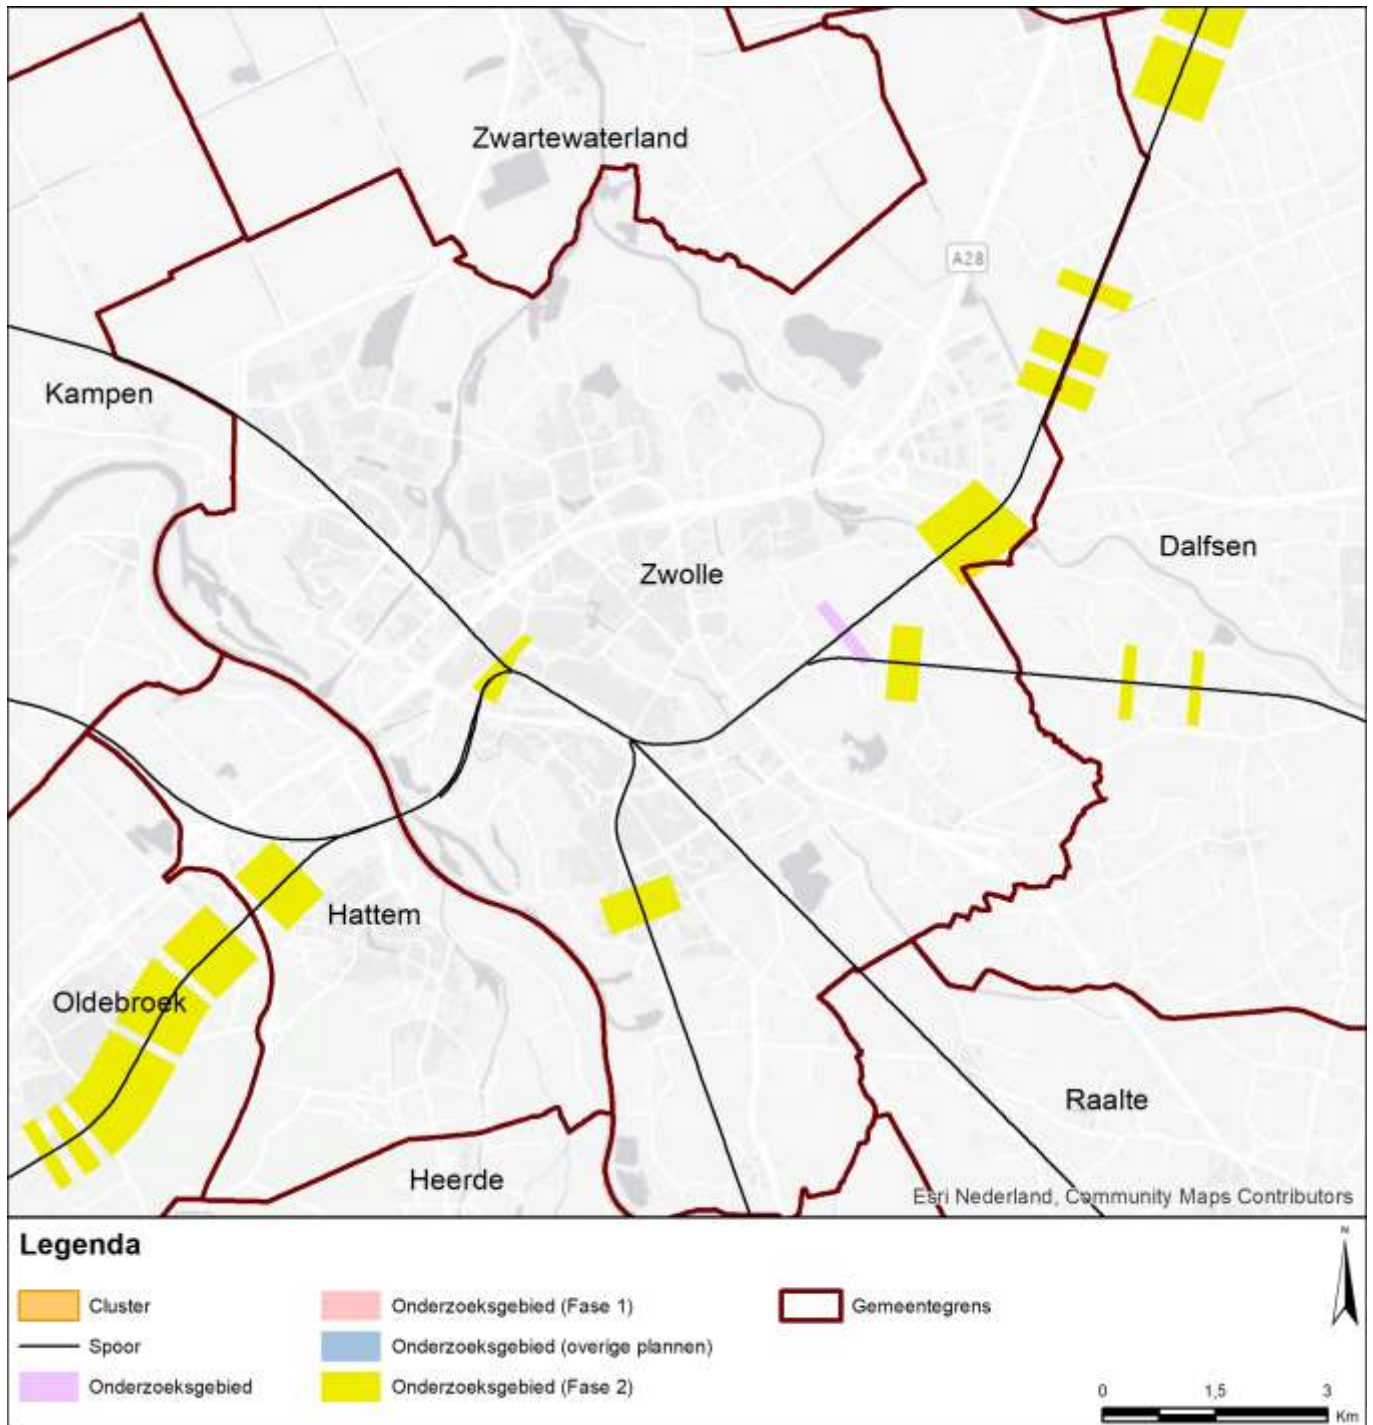 Zwartewaterland
A28
Kampen
Zwolle
Dalfsen
Hattem
Oldebroek
Raalte
Heerde
Esri Nederland, Community Maps Contributors
Legenda
N
Cluster
Onderzoeksgebied (Fase 1)
Gemeentegrens
Spoor
Onderzoeksgebied (overige plannen)
Onderzoeksgebied
Onderzoeksgebied (Fase 2)
0 1,5 3
Km